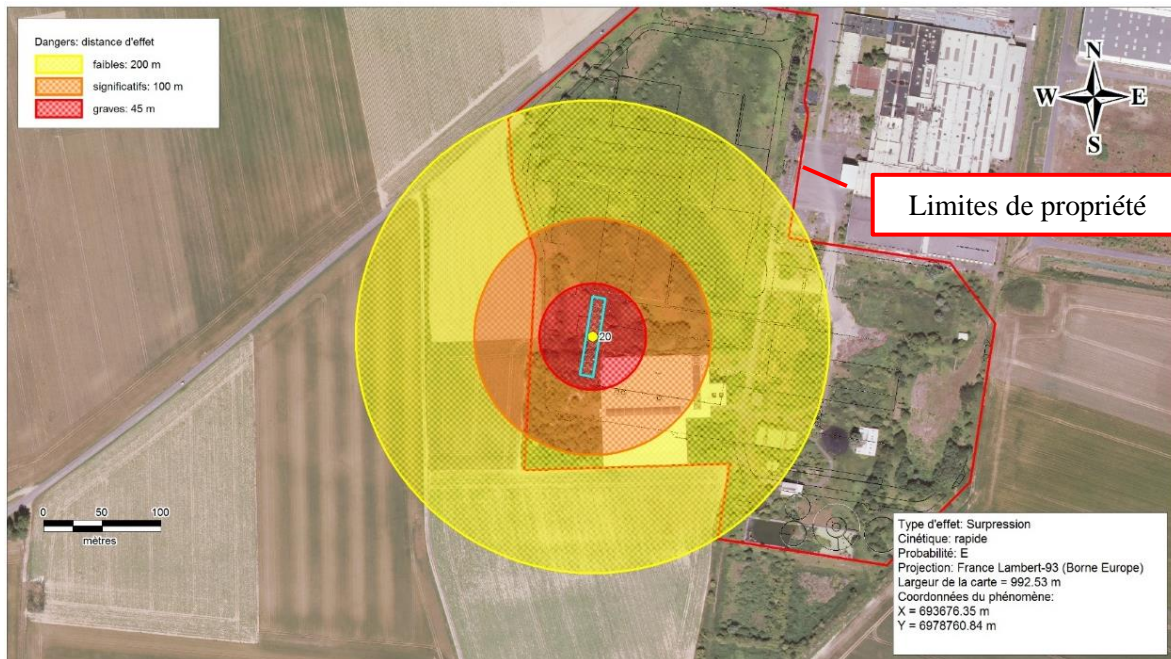 Dangers: distance d'effet
faibles: 200 m
significatifs: 100 m
graves: 45 m
N
W
E
S
Limites de propriété
20
0
50
100
mètres
Type d'effet: Surpression
Cinétique: rapide
Probabilité: E
Projection: France Lambert-93 (Borne Europe)
Largeur de la carte = 992.53 m
Coordonnées du phénomène:
X = 693676.35 m
Y = 6978760.84 m